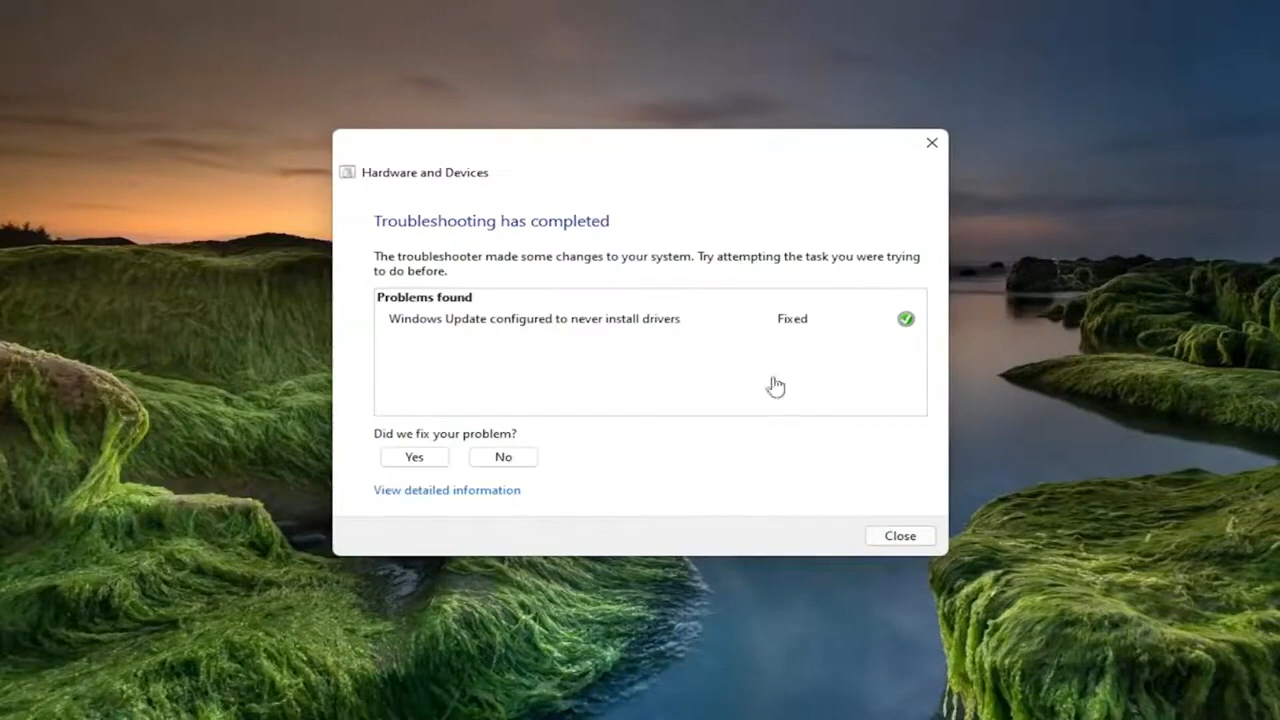 Hardware and Devices
Troubleshooting has completed
The troubleshooter made some changes to your system. Try attempting the task you were trying
to do before.
Problems found
Windows Update configured to never install drivers Fixed
Did we fix your problem?
Yes No
View detailed information
Close